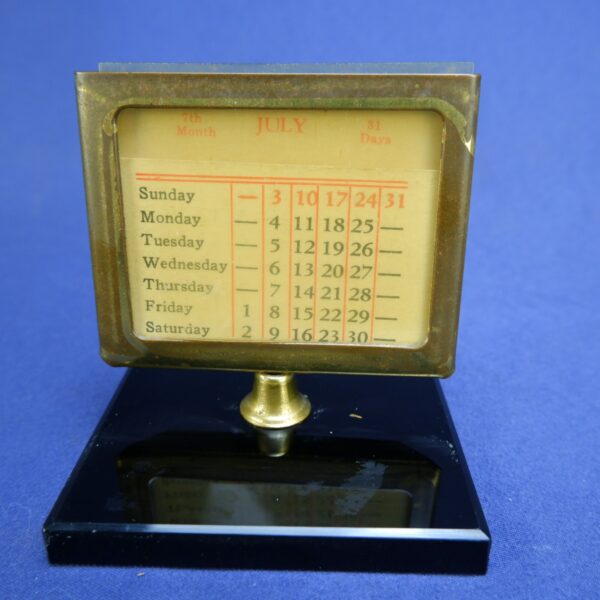 7th Month JULY 31 Days
Sunday — 3 10 17 24 31
Monday — 4 11 18 25 —
Tuesday — 5 12 19 26 —
Wednesday — 6 13 20 27 —
Thursday — 7 14 21 28 —
Friday 1 8 15 22 29 —
Saturday 2 9 16 23 30 —